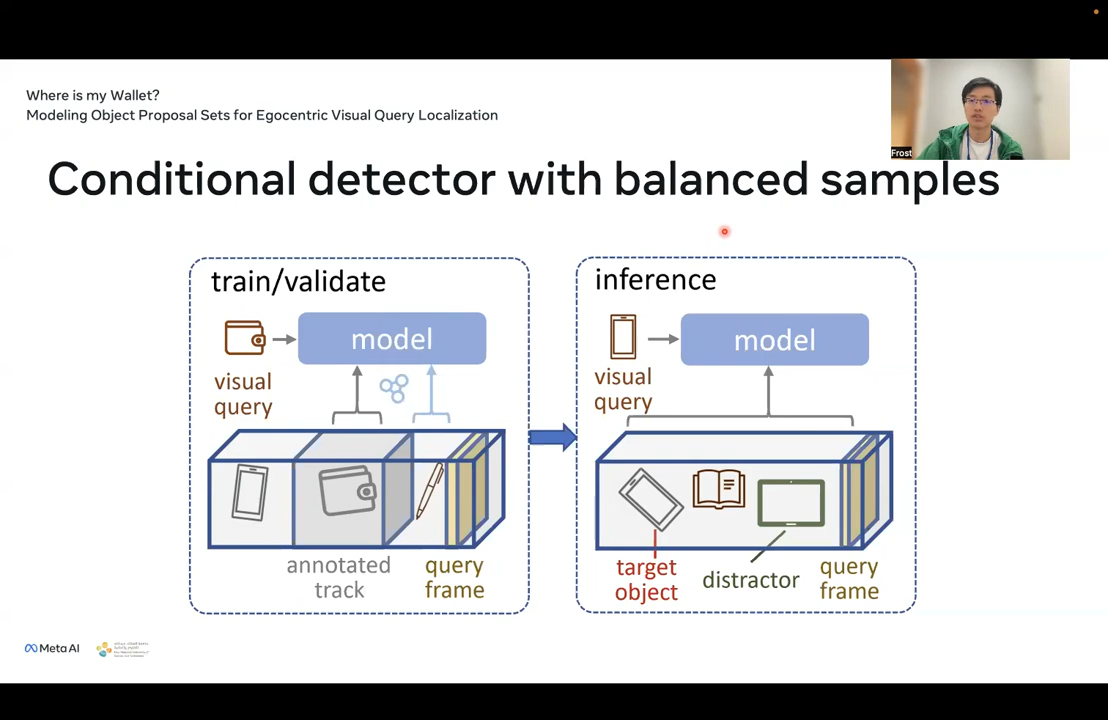 Where is my Wallet?
Modeling Object Proposal Sets for Egocentric Visual Query Localization
Frost
Conditional detector with balanced samples
train/validate
model
visual
query
annotated
track
query
frame
inference
model
visual
query
target
object
distractor
query
frame
Meta AI